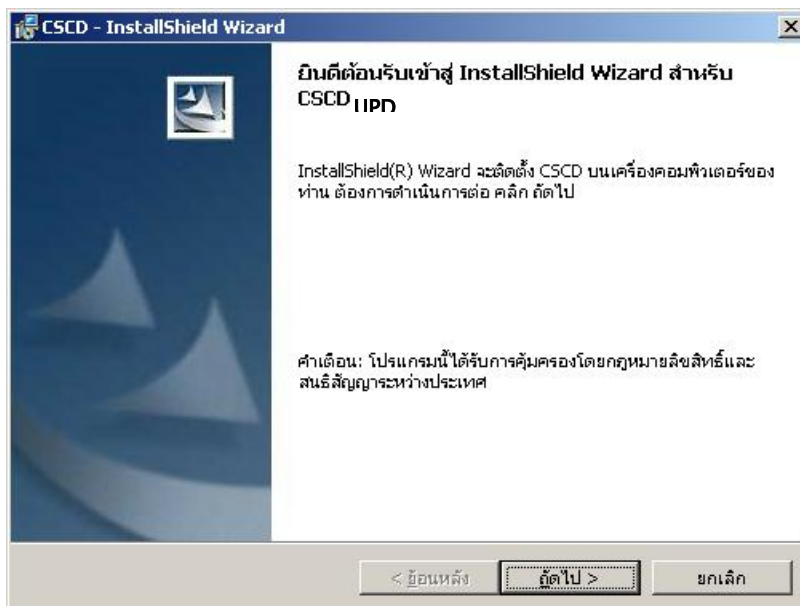 CSCD - InstallShield Wizard
ยินดีต้อนรับเข้าสู่ InstallShield Wizard สำหรับ
CSCD UPD
InstallShield(R) Wizard จะติดตั้ง CSCD บนเครื่องคอมพิวเตอร์ของ
ท่าน ต้องการดำเนินการต่อ คลิก ถัดไป
คำเตือน: โปรแกรมนี้ได้รับการคุ้มครองโดยกฎหมายลิขสิทธิ์และ
สนธิสัญญาระหว่างประเทศ
< ย้อนหลัง ถัดไป > ยกเลิก